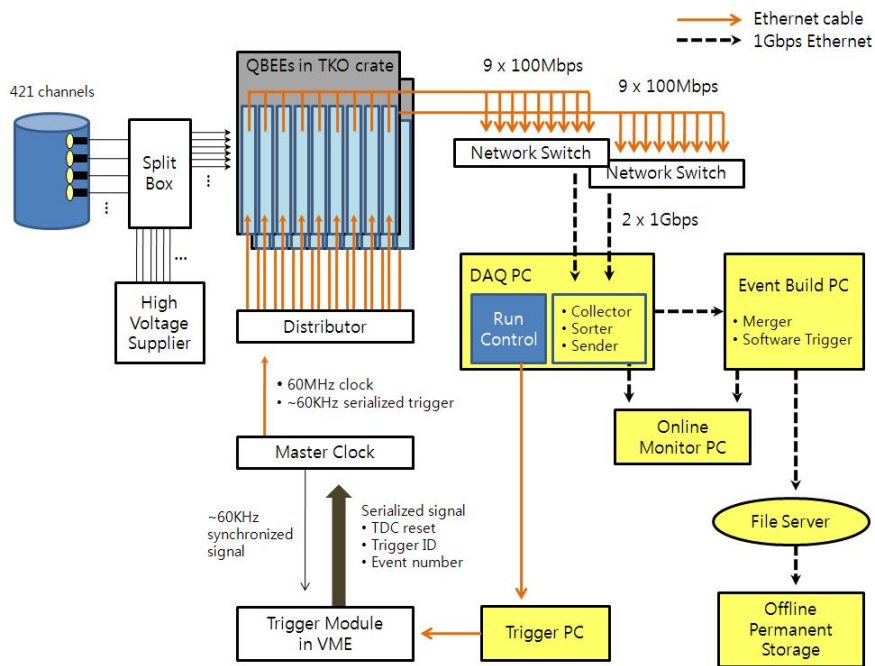 Ethernet cable
1Gbps Ethernet
QBEEs in TKO crate
9 x 100Mbps
9 x 100Mbps
421 channels
Split
Box
...
...
...
Network Switch
Network Switch
2 x 1Gbps
High
Voltage
Supplier
Distributor
DAQ PC
Run
Control
• Collector
• Sorter
• Sender
Event Build PC
• Merger
• Software Trigger
• 60MHz clock
• ~60KHz serialized trigger
Online
Monitor PC
Master Clock
~60KHz
synchronized
signal
Serialized signal
• TDC reset
• Trigger ID
• Event number
File Server
Trigger Module
in VME
Trigger PC
Offline
Permanent
Storage